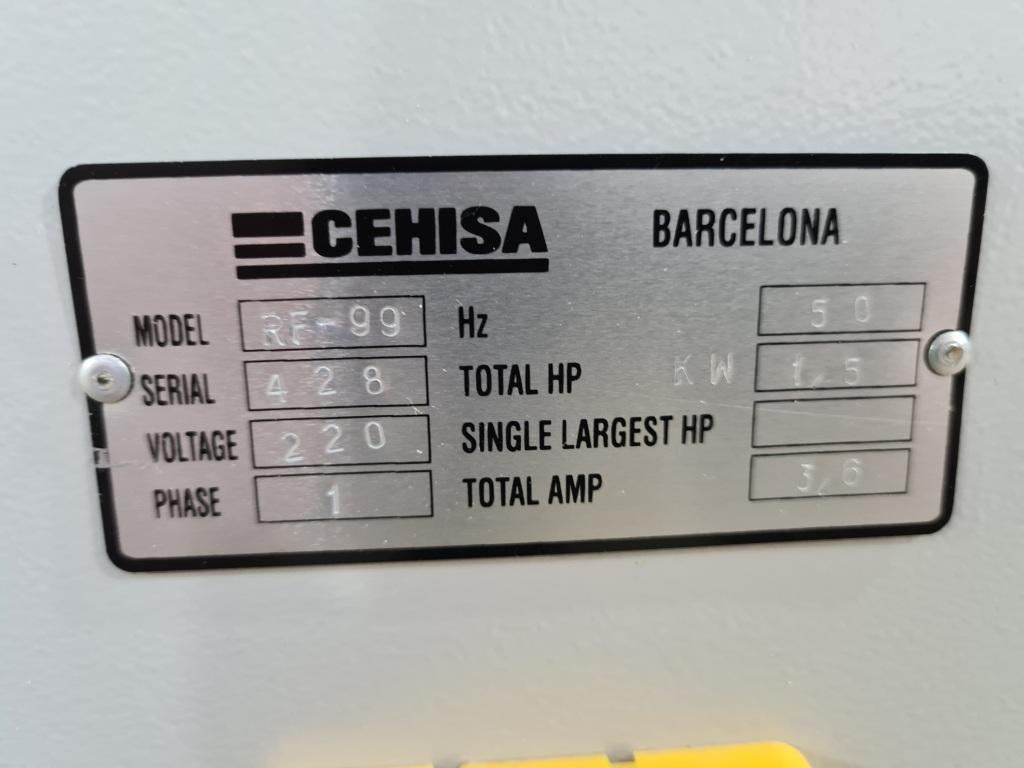 CEHISA BARCELONA
MODEL RF-99 Hz 50
SERIAL 428 TOTAL HP KW 1,5
VOLTAGE 220 SINGLE LARGEST HP
PHASE 1 TOTAL AMP 3,6